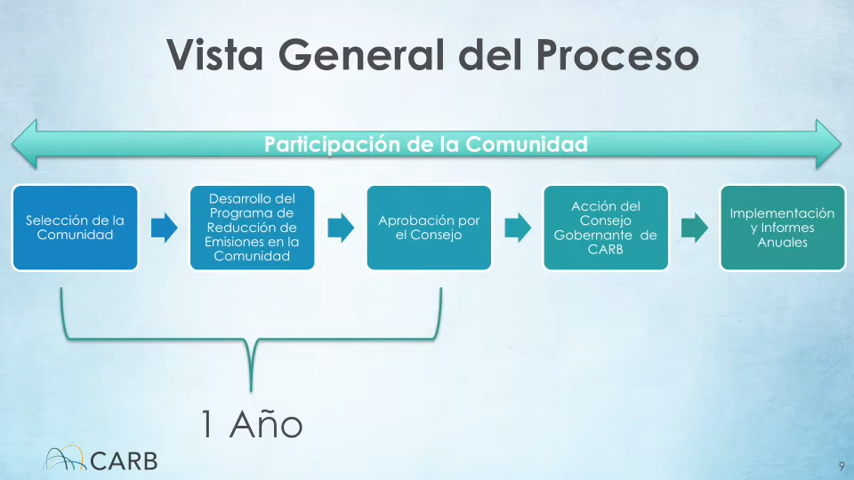 Vista General del Proceso
Participación de la Comunidad
Selección de la
Comunidad
Desarrollo del
Programa de
Reducción de
Emisiones en la
Comunidad
Aprobación por
el Consejo
Acción del
Consejo
Gobernante de
CARB
Implementación
y Informes
Anuales
1 Año
CARB
9